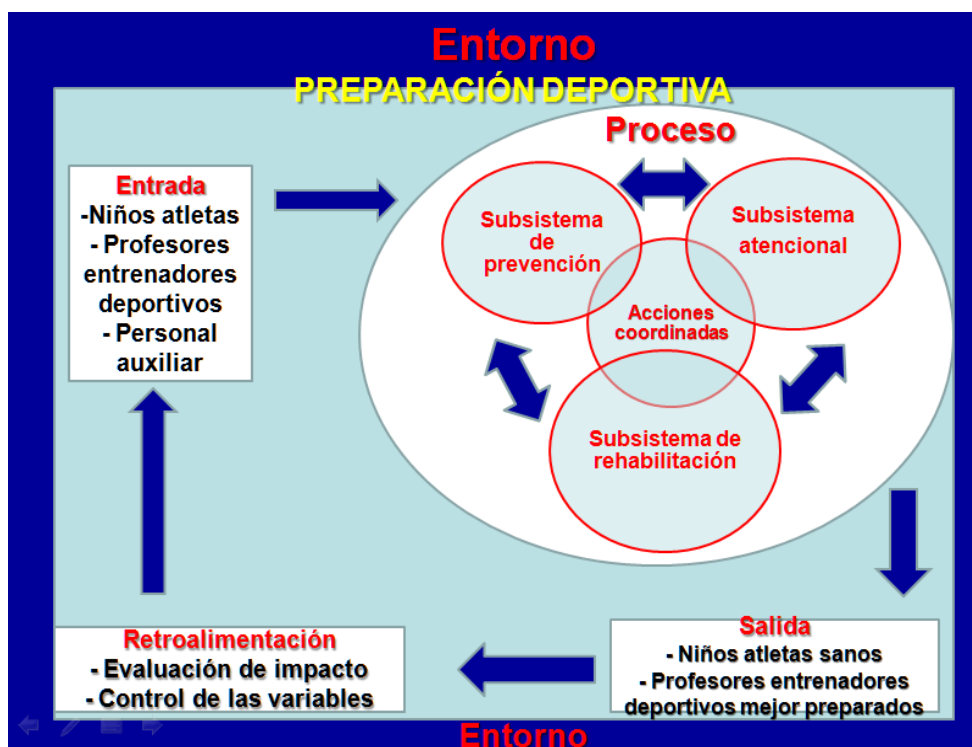 Entorno
PREPARACIÓN DEPORTIVA
Proceso
Entrada
-Niños atletas
- Profesores
entrenadores
deportivos
- Personal
auxiliar
Subsistema
de
prevención
Subsistema
atencional
Acciones
coordinadas
Subsistema de
rehabilitación
Salida
- Niños atletas sanos
- Profesores entrenadores
deportivos mejor preparados
Retroalimentación
- Evaluación de impacto
- Control de las variables
Entorno